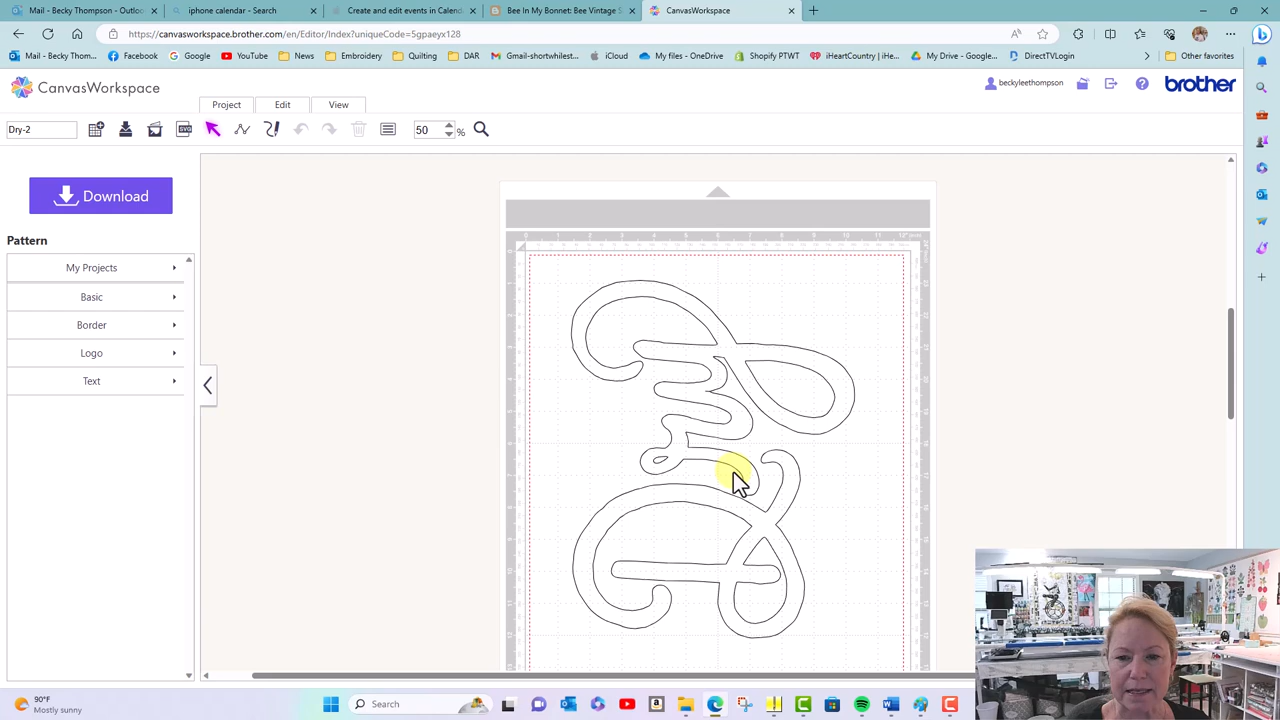 Mail - Becky Thompson - Outlo
iphone calendar - Search
Create and edit events in Calend
Bee In My Bonnet: Bee Vintage S
CanvasWorkspace
https://canvasworkspace.brother.com/en/Editor/Index?uniqueCode=5gpaeyx128
Mail - Becky Thom...
Facebook
Google
YouTube
News
Embroidery
Quilting
DAR
Gmail-shortwhilest...
iCloud
My files - OneDrive
Shopify PTWT
iHeartCountry (iHe...
My Drive - Google...
DirectTVLogin
Other favorites
CanvasWorkspace
Project
Edit
View
beckyleethompson
brother
Dry-2
SVG
50 %
Download
Pattern
My Projects
Basic
Border
Logo
Text
90°F
Mostly sunny
Search